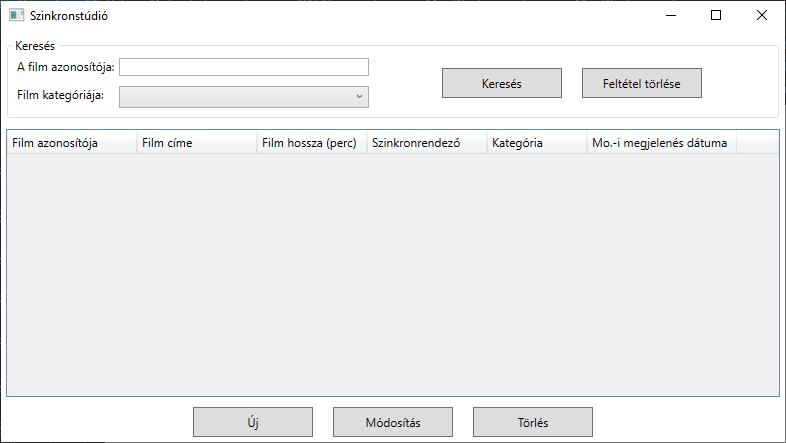 Szinkronstúdió
Keresés
A film azonosítója:
Film kategóriája:
Keresés
Feltétel törlése
Film azonosítója Film címe Film hossza (perc) Szinkronrendező Kategória Mo.-i megjelenés dátuma
Új Módosítás Törlés